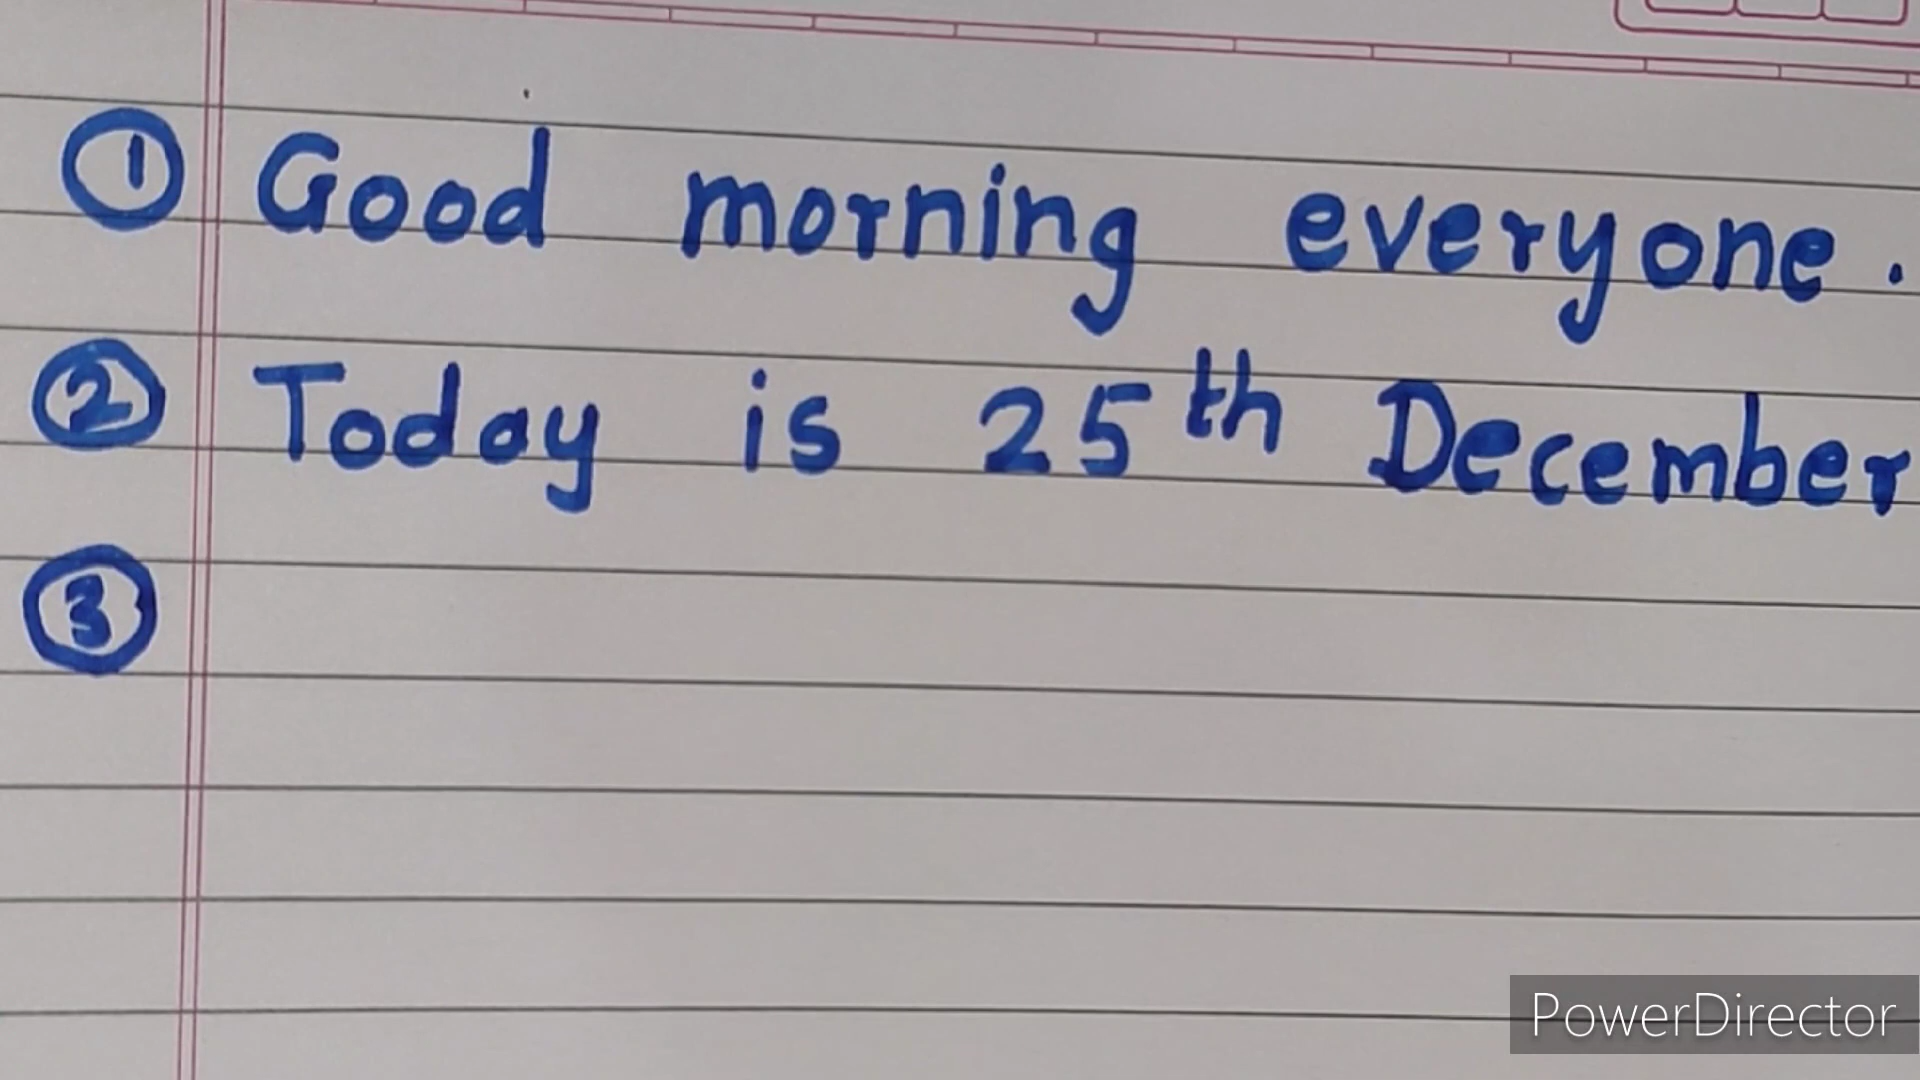 ① Good morning everyone.
② Today is 25th December
③
PowerDirector